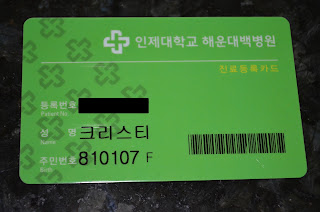 인제대학교 해운대백병원
진료등록카드
등록번호
Patient No
성 명 크리스티
Name
주민번호 810107 F
Birth